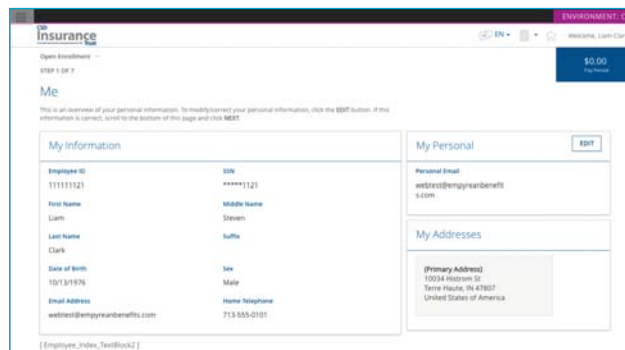 ENVIRONMENT: C
CSD
Insurance
Trust
EN
Welcome, Liam Clar
Open Enrollment
STEP 1 OF 7
$0.00
Pay Period
Me
This is an overview of your personal information. To modify/correct your personal information, click the EDIT button. If this
information is correct, scroll to the bottom of this page and click NEXT.
My Information
Employee ID
SSN
111111121
*****1121
First Name
Middle Name
Liam
Steven
Last Name
Suffix
Clark
Date of Birth
Sex
10/13/1976
Male
Email Address
Home Telephone
webtest@empyreanbenefits.com
713-555-0101
My Personal
EDIT
Personal Email
webtest@empyreanbenefit
s.com
My Addresses
(Primary Address)
10034 Histrom St
Terre Haute, IN 47807
United States of America
[ Employee_Index_TextBlock2 ]